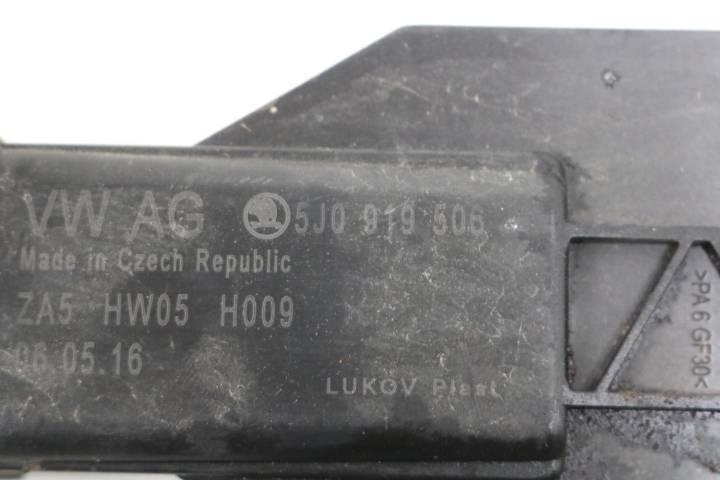 VW AG 5J0 919 506
Made in Czech Republic
ZA5 HW05 H009
06.05.16
LUKOV Plast
>PA 6 GF30<